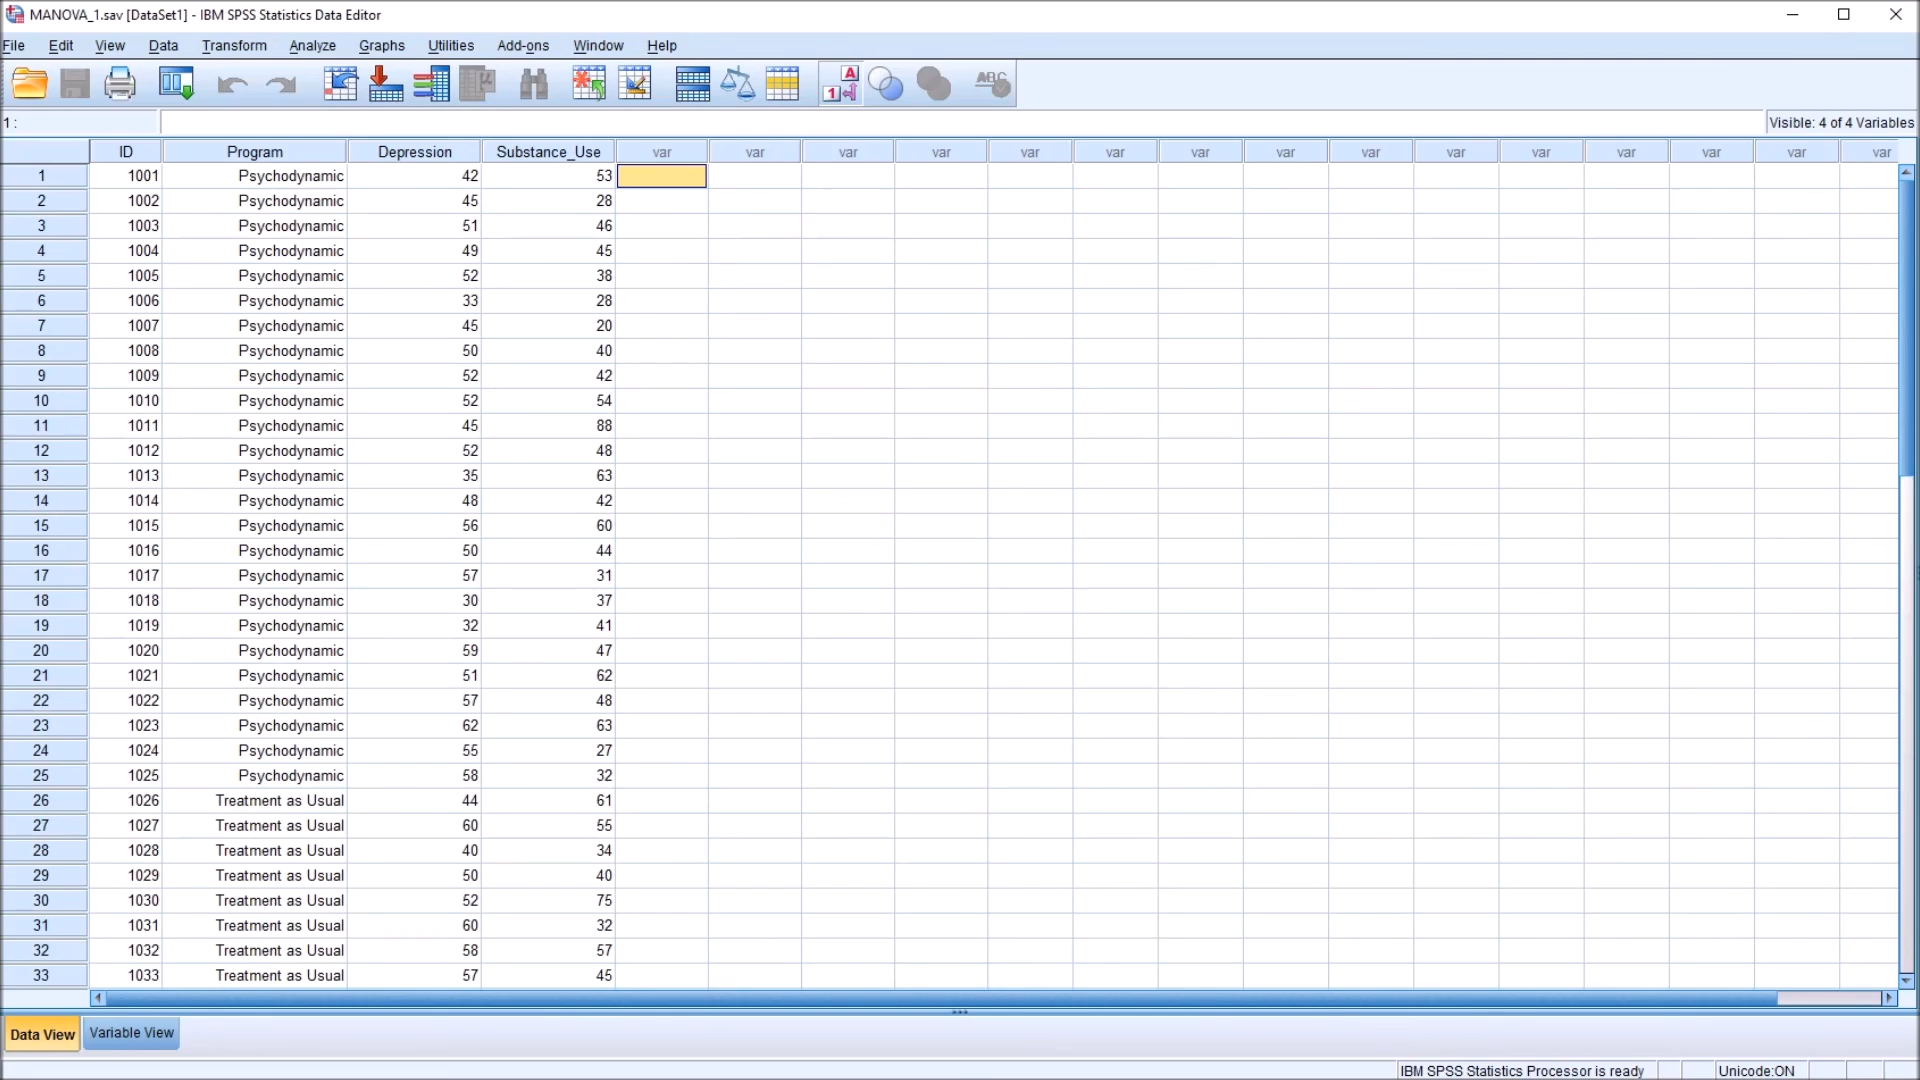 MANOVA_1.sav [DataSet1] - IBM SPSS Statistics Data Editor
File Edit View Data Transform Analyze Graphs Utilities Add-ons Window Help
A
1
ABC
1 : Visible: 4 of 4 Variables
ID Program Depression Substance_Use var var var var var var var var var var var var var var var
1 1001 Psychodynamic 42 53
2 1002 Psychodynamic 45 28
3 1003 Psychodynamic 51 46
4 1004 Psychodynamic 49 45
5 1005 Psychodynamic 52 38
6 1006 Psychodynamic 33 28
7 1007 Psychodynamic 45 20
8 1008 Psychodynamic 50 40
9 1009 Psychodynamic 52 42
10 1010 Psychodynamic 52 54
11 1011 Psychodynamic 45 88
12 1012 Psychodynamic 52 48
13 1013 Psychodynamic 35 63
14 1014 Psychodynamic 48 42
15 1015 Psychodynamic 56 60
16 1016 Psychodynamic 50 44
17 1017 Psychodynamic 57 31
18 1018 Psychodynamic 30 37
19 1019 Psychodynamic 32 41
20 1020 Psychodynamic 59 47
21 1021 Psychodynamic 51 62
22 1022 Psychodynamic 57 48
23 1023 Psychodynamic 62 63
24 1024 Psychodynamic 55 27
25 1025 Psychodynamic 58 32
26 1026 Treatment as Usual 44 61
27 1027 Treatment as Usual 60 55
28 1028 Treatment as Usual 40 34
29 1029 Treatment as Usual 50 40
30 1030 Treatment as Usual 52 75
31 1031 Treatment as Usual 60 32
32 1032 Treatment as Usual 58 57
33 1033 Treatment as Usual 57 45
Data View Variable View
IBM SPSS Statistics Processor is ready Unicode:ON